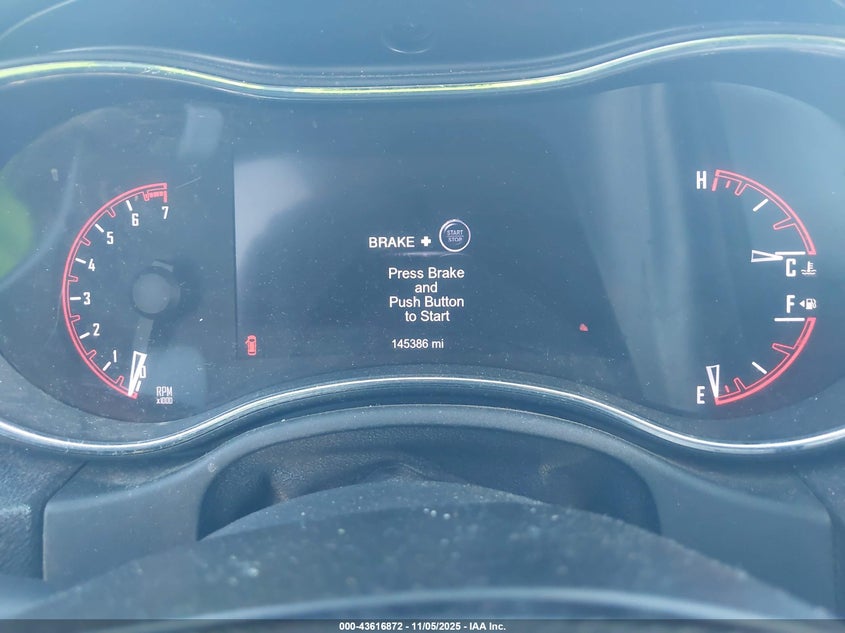 7
6
5
4
3
2
1
0
RPM
x1000
BRAKE + START STOP
Press Brake
and
Push Button
to Start
145386 mi
H
C
F
E
000-43616872 - 11/05/2025 - IAA Inc.